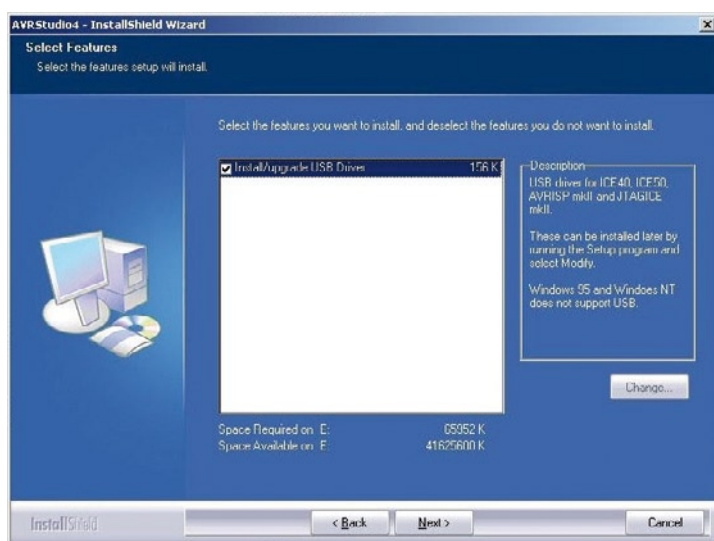 AVRStudio4 - InstallShield Wizard
Select Features
Select the features setup will install.
Select the features you want to install, and deselect the features you do not want to install.
Install/upgrade USB Driver 156 K
Description
USB driver for ICE40, ICE50,
AVRISP mkII and JTAGICE
mkII.
These can be installed later by
running the Setup program and
select Modify.
Windows 95 and Windoes NT
does not support USB.
Change...
Space Required on E: 65952 K
Space Available on E: 41625600 K
InstallShield
< Back
Next >
Cancel